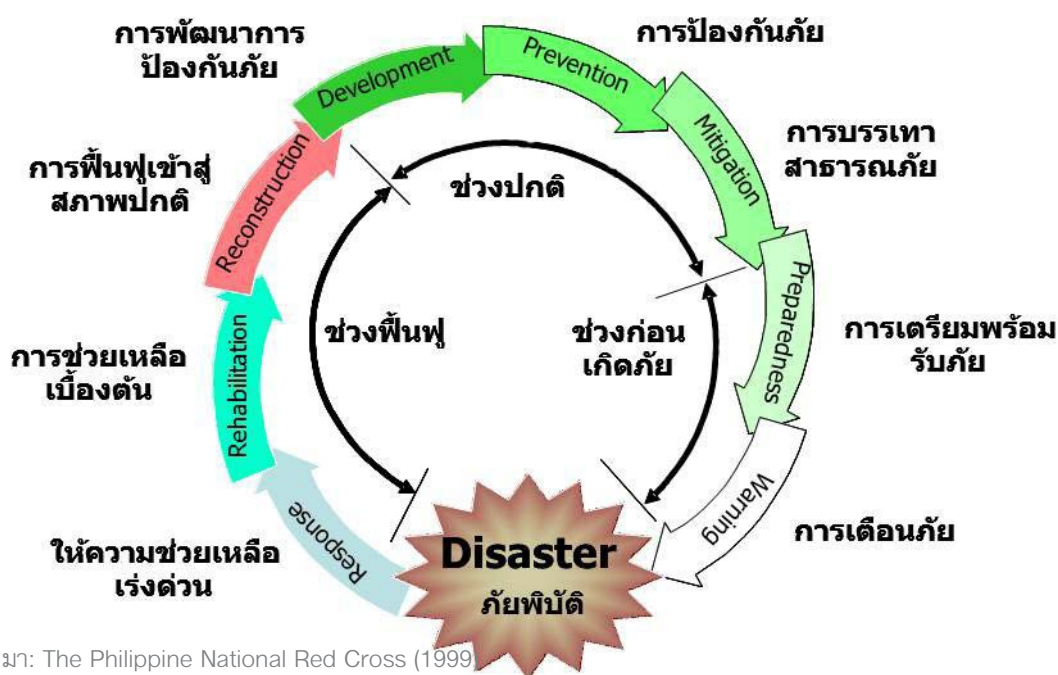 การพัฒนาการ
ป้องกันภัย
Development
Prevention
การป้องกันภัย
Mitigation
การบรรเทา
สาธารณภัย
Preparedness
การเตรียมพร้อม
รับภัย
Warning
การเตือนภัย
Disaster
ภัยพิบัติ
Response
ให้ความช่วยเหลือ
เร่งด่วน
Rehabilitation
การช่วยเหลือ
เบื้องต้น
Reconstruction
การฟื้นฟูเข้าสู่
สภาพปกติ
ช่วงปกติ
ช่วงฟื้นฟู
ช่วงก่อน
เกิดภัย
มา: The Philippine National Red Cross (1999